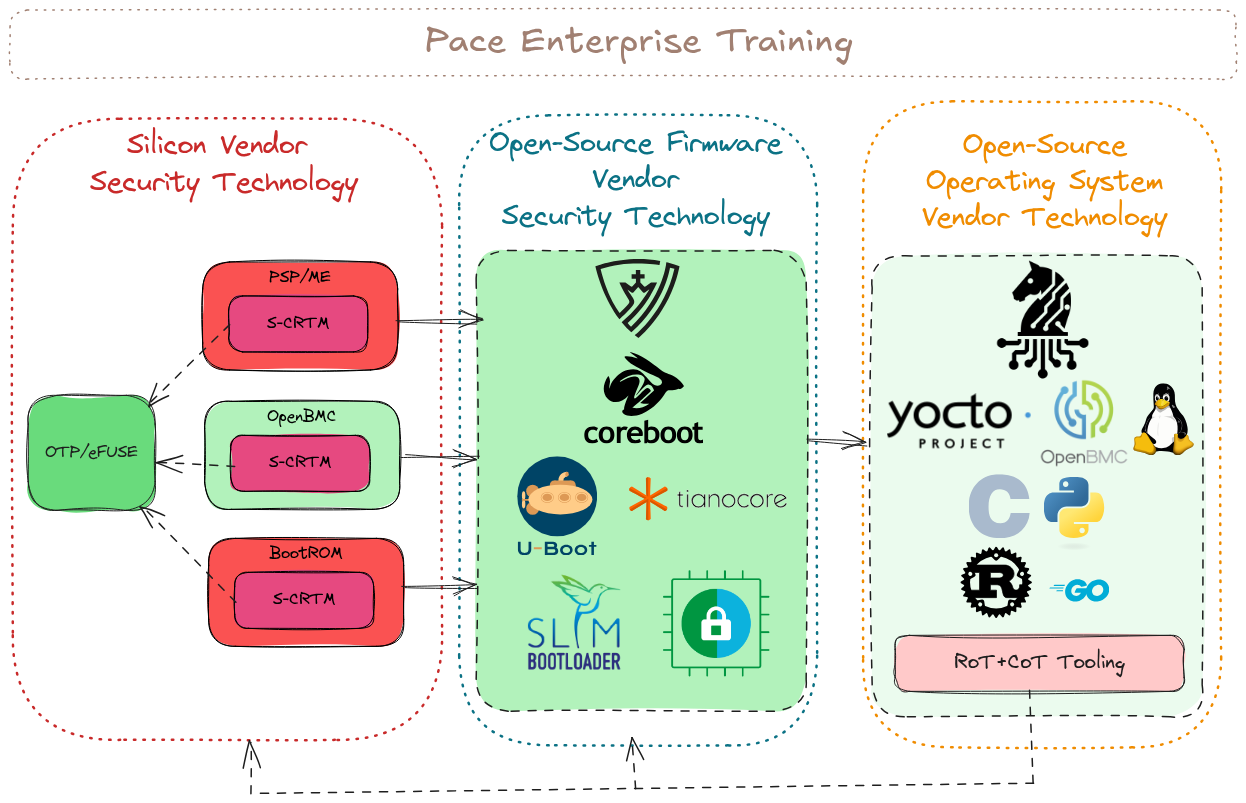 Pace Enterprise Training
Silicon Vendor
Security Technology
PSP/ME
S-CRTM
OTP/eFUSE
OpenBMC
S-CRTM
BootROM
S-CRTM
Open-Source Firmware
Vendor
Security Technology
coreboot
U-Boot
tianocore
SLIM
BOOTLOADER
Open-Source
Operating System
Vendor Technology
yocto
PROJECT
OpenBMC
C
R
GO
RoT+CoT Tooling